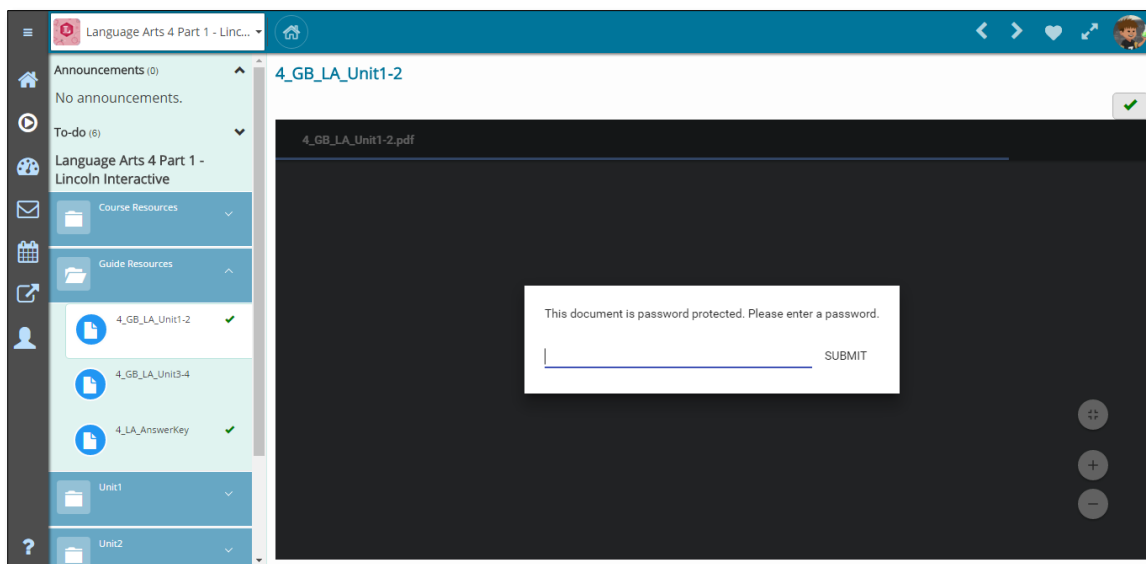 Language Arts 4 Part 1 - Linc...
Announcements (0)
No announcements.
To-do (6)
Language Arts 4 Part 1 -
Lincoln Interactive
Course Resources
Guide Resources
4_GB_LA_Unit1-2
4_GB_LA_Unit3-4
4_LA_AnswerKey
Unit1
Unit2
?
4_GB_LA_Unit1-2
4_GB_LA_Unit1-2.pdf
This document is password protected. Please enter a password.
SUBMIT